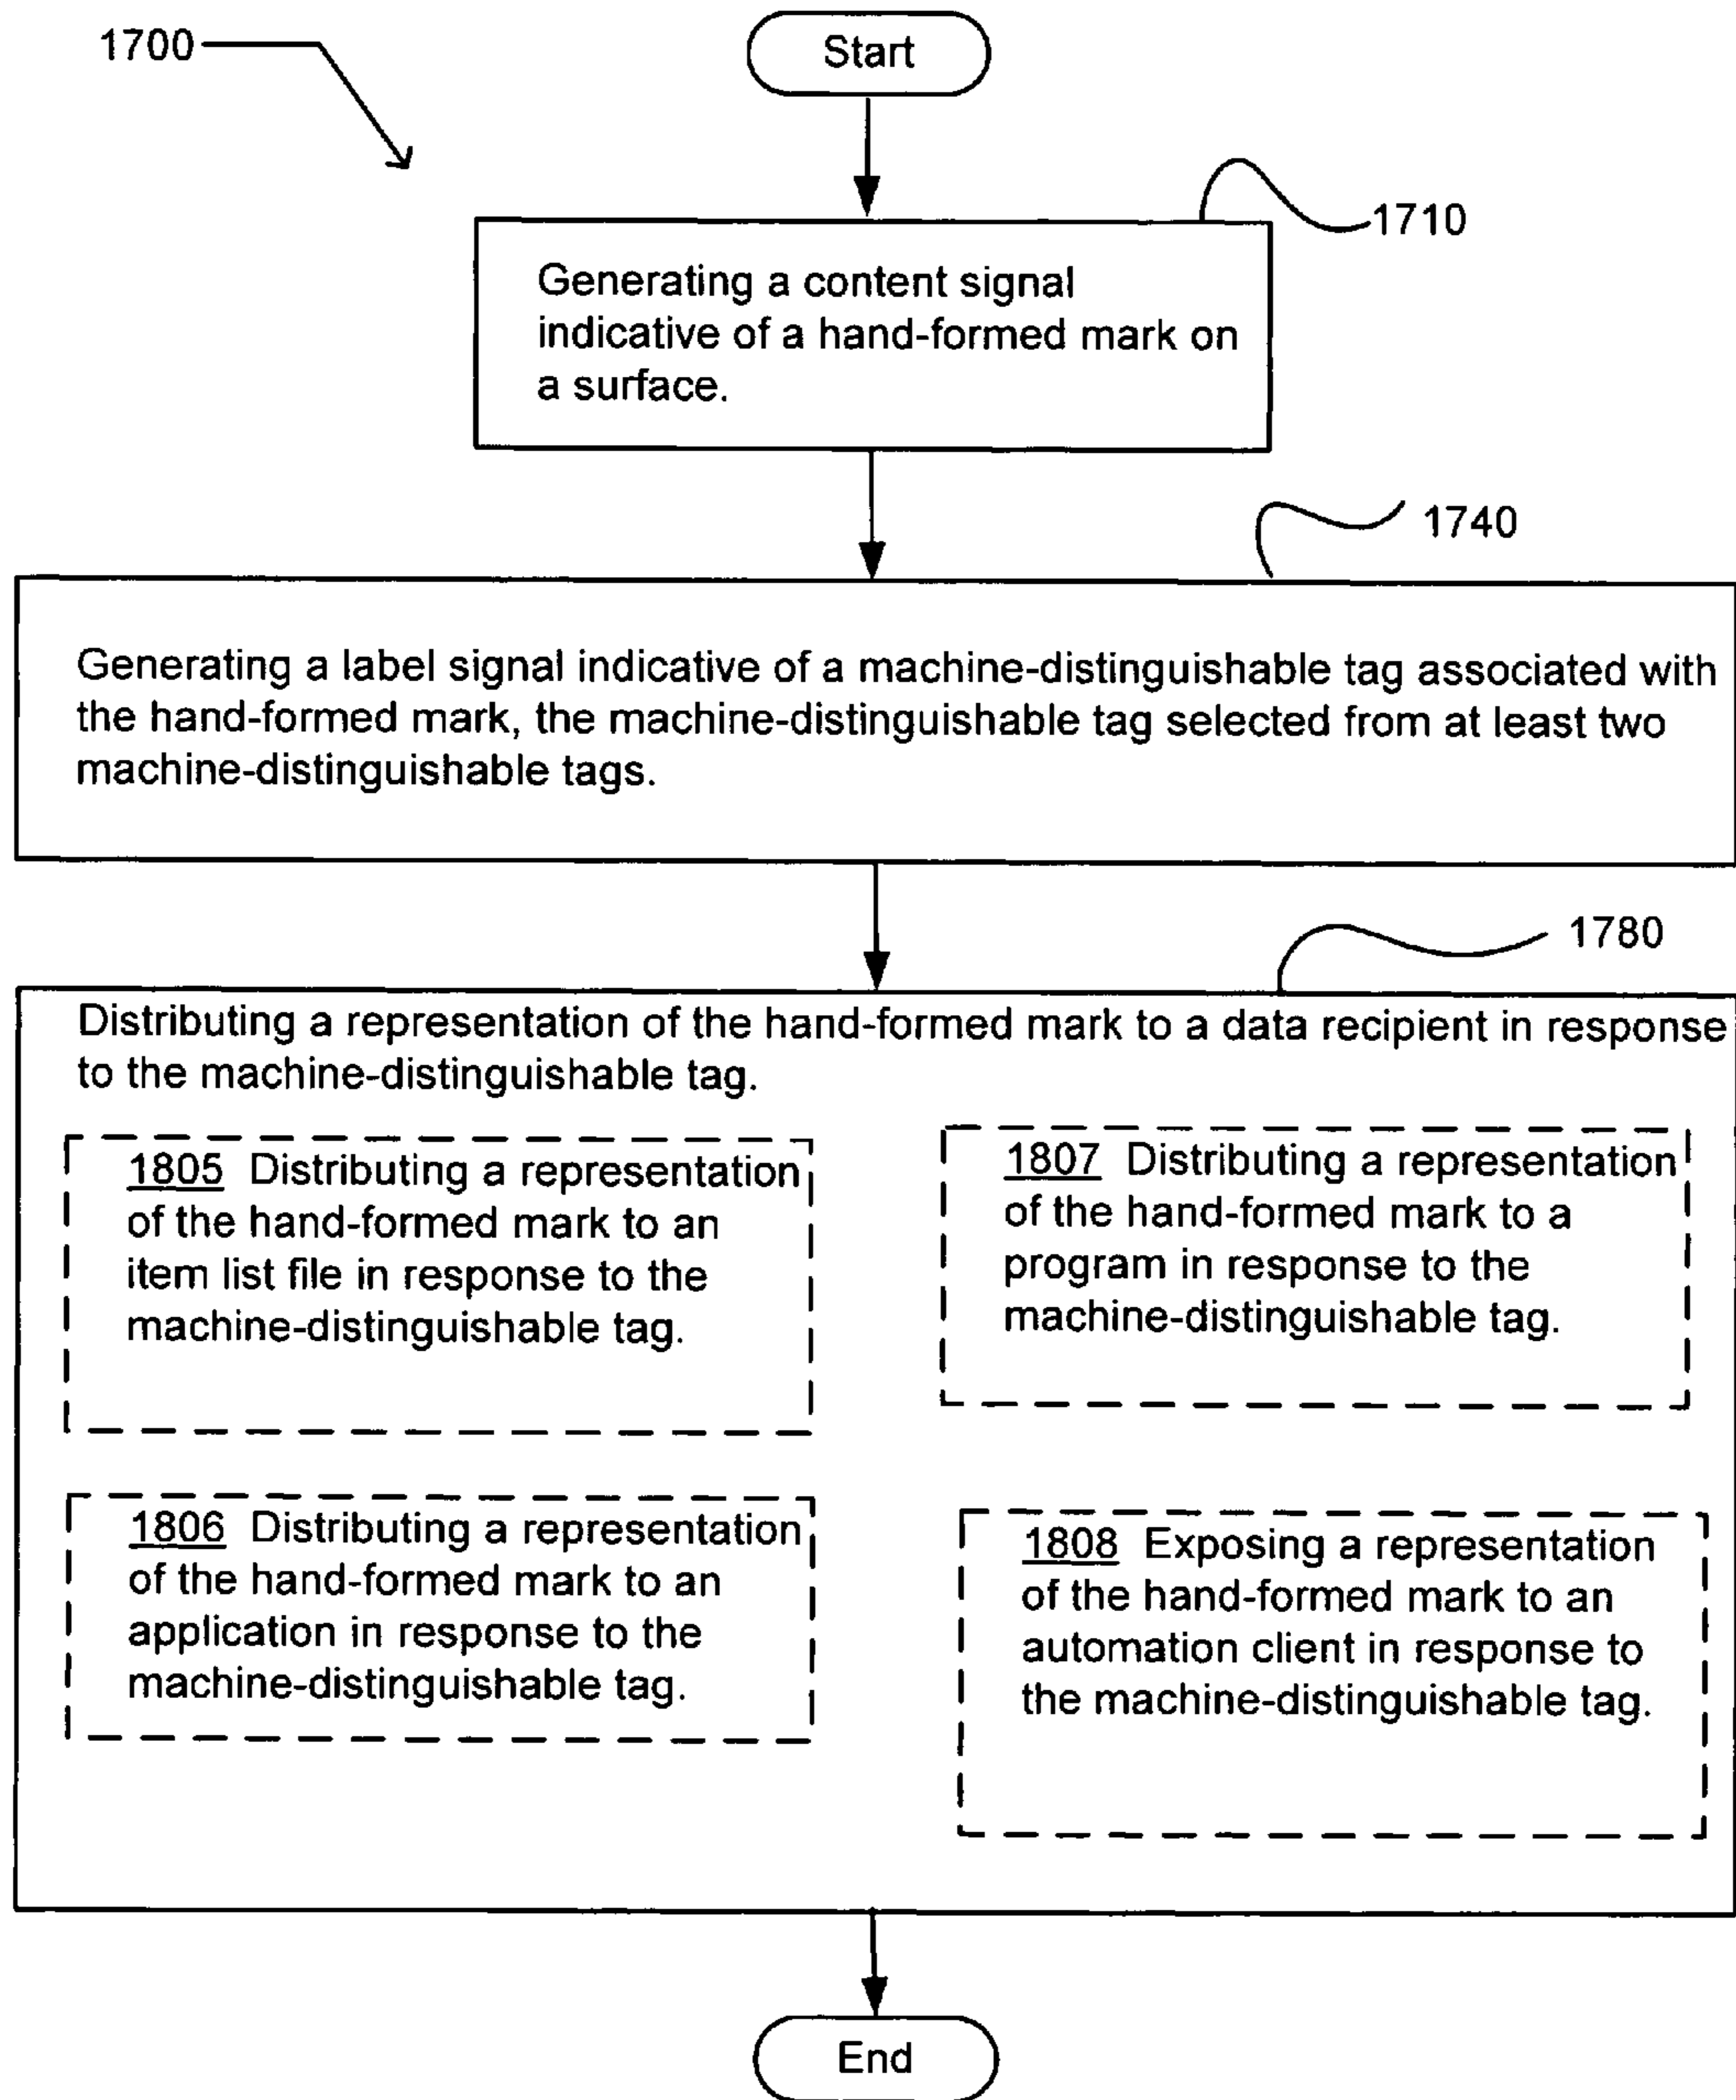 1700
Start
1710
Generating a content signal
indicative of a hand-formed mark on
a surface.
1740
Generating a label signal indicative of a machine-distinguishable tag associated with
the hand-formed mark, the machine-distinguishable tag selected from at least two
machine-distinguishable tags.
1780
Distributing a representation of the hand-formed mark to a data recipient in response
to the machine-distinguishable tag.
1805 Distributing a representation
of the hand-formed mark to an
item list file in response to the
machine-distinguishable tag.
1807 Distributing a representation
of the hand-formed mark to a
program in response to the
machine-distinguishable tag.
1806 Distributing a representation
of the hand-formed mark to an
application in response to the
machine-distinguishable tag.
1808 Exposing a representation
of the hand-formed mark to an
automation client in response to
the machine-distinguishable tag.
End